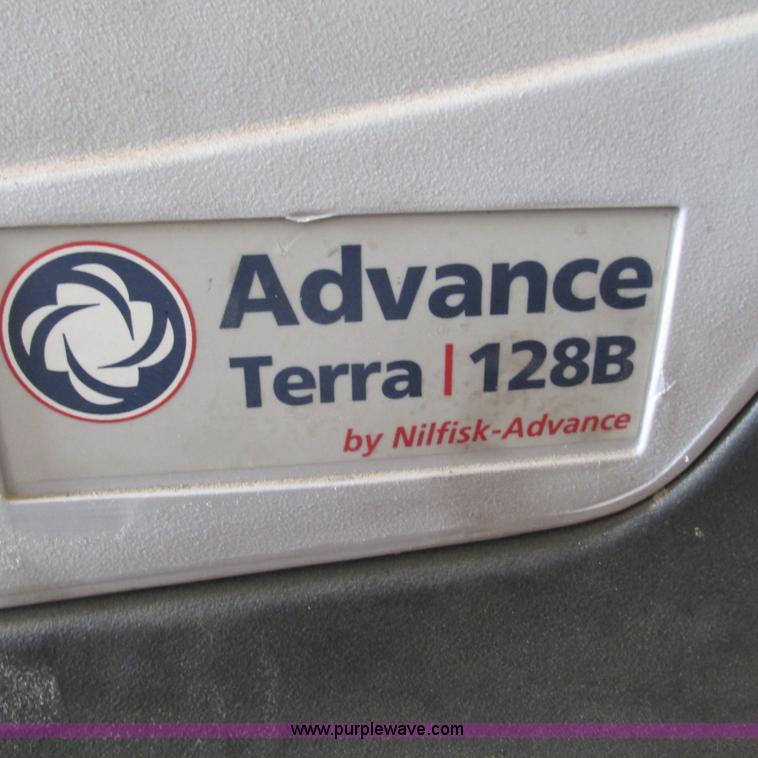 Advance
Terra | 128B
by Nilfisk-Advance
www.purplewave.com